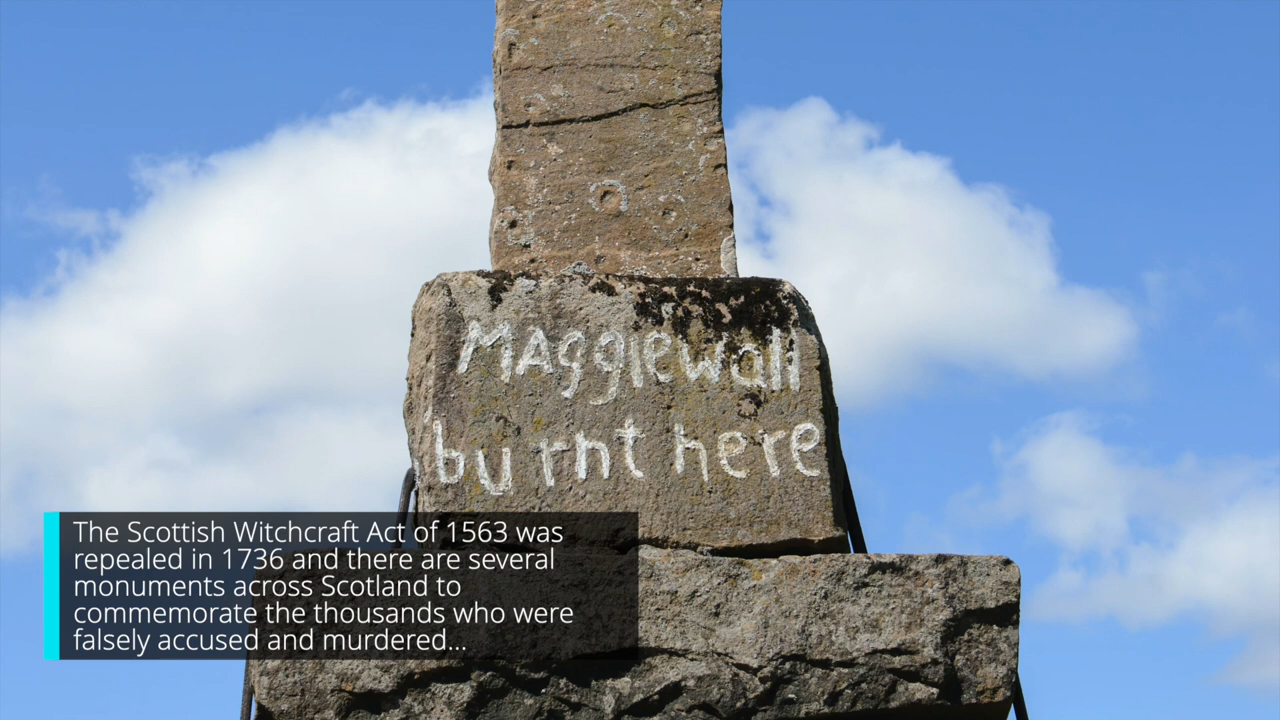 MAggiewall
burnt here
The Scottish Witchcraft Act of 1563 was
repealed in 1736 and there are several
monuments across Scotland to
commemorate the thousands who were
falsely accused and murdered...